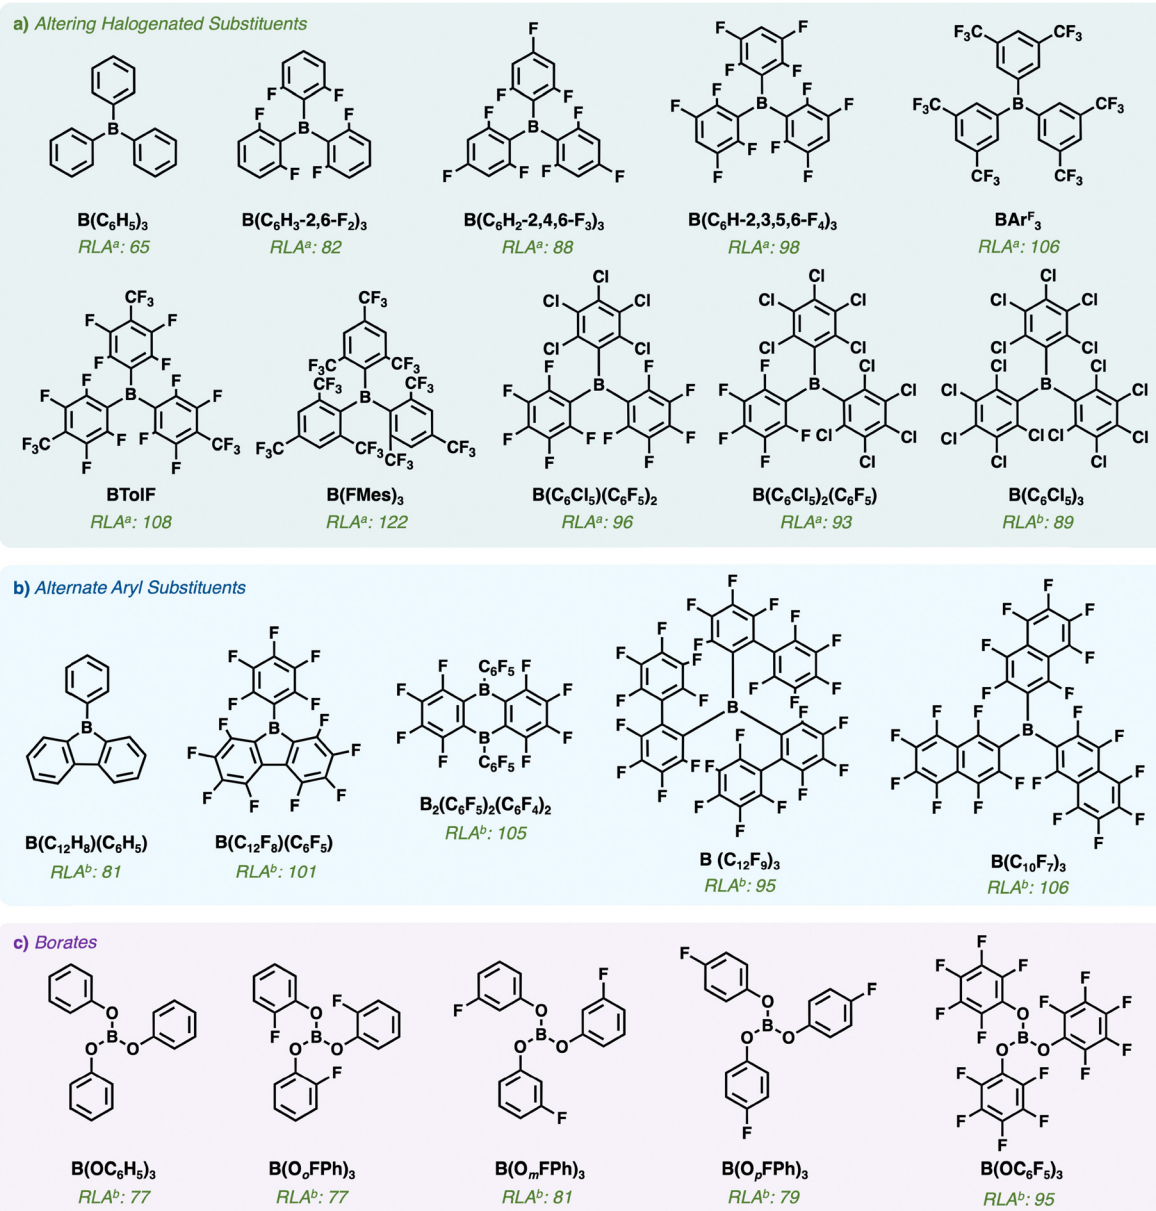 a) Altering Halogenated Substituents
B(C₆H₅)₃
RLAᵃ: 65
B(C₆H₃-2,6-F₂)₃
RLAᵃ: 82
B(C₆H₂-2,4,6-F₃)₃
RLAᵃ: 88
B(C₆H-2,3,5,6-F₄)₃
RLAᵃ: 98
BArF₃
RLAᵃ: 106
BTolF
RLAᵃ: 108
B(FMes)₃
RLAᵃ: 122
B(C₆Cl₅)(C₆F₅)₂
RLAᵃ: 96
B(C₆Cl₅)₂(C₆F₅)
RLAᵃ: 93
B(C₆Cl₅)₃
RLAᵇ: 89
b) Alternate Aryl Substituents
B(C₁₂H₈)(C₆H₅)
RLAᵇ: 81
B(C₁₂F₈)(C₆F₅)
RLAᵇ: 101
C₆F₅
C₆F₅
B₂(C₆F₅)₂(C₆F₄)₂
RLAᵇ: 105
B (C₁₂F₉)₃
RLAᵇ: 95
B(C₁₀F₇)₃
RLAᵇ: 106
c) Borates
B(OC₆H₅)₃
RLAᵇ: 77
B(OₒFPh)₃
RLAᵇ: 77
B(OₘFPh)₃
RLAᵇ: 81
B(OₚFPh)₃
RLAᵇ: 79
B(OC₆F₅)₃
RLAᵇ: 95